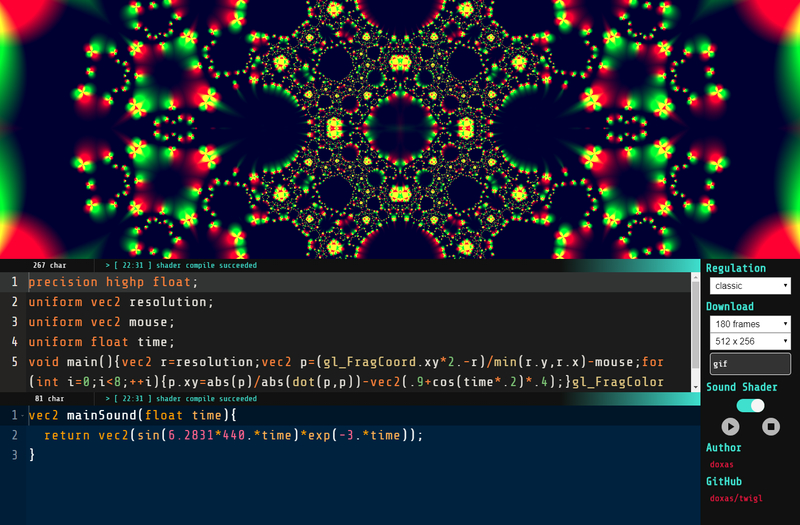 267 char > [ 22:31 ] shader compile succeeded
1 precision highp float;
2 uniform vec2 resolution;
3 uniform vec2 mouse;
4 uniform float time;
5 void main(){vec2 r=resolution;vec2 p=(gl_FragCoord.xy*2.-r)/min(r.y,r.x)-mouse;for
(int i=0;i<8;++i){p.xy=abs(p)/abs(dot(p,p))-vec2(.9+cos(time*.2)*.4);}gl_FragColor
81 char > [ 22:31 ] shader compile succeeded
1 vec2 mainSound(float time){
2 return vec2(sin(6.2831*440.*time)*exp(-3.*time));
3 }
Regulation
classic
Download
180 frames
512 x 256
gif
Sound Shader
Author
doxas
GitHub
doxas/twigl